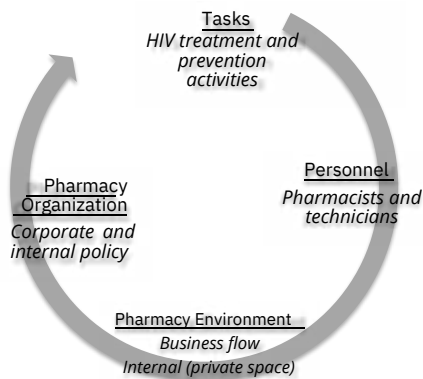 Tasks
HIV treatment and
prevention
activities
Personnel
Pharmacists and
technicians
Pharmacy
Organization
Corporate and
internal policy
Pharmacy Environment
Business flow
Internal (private space)